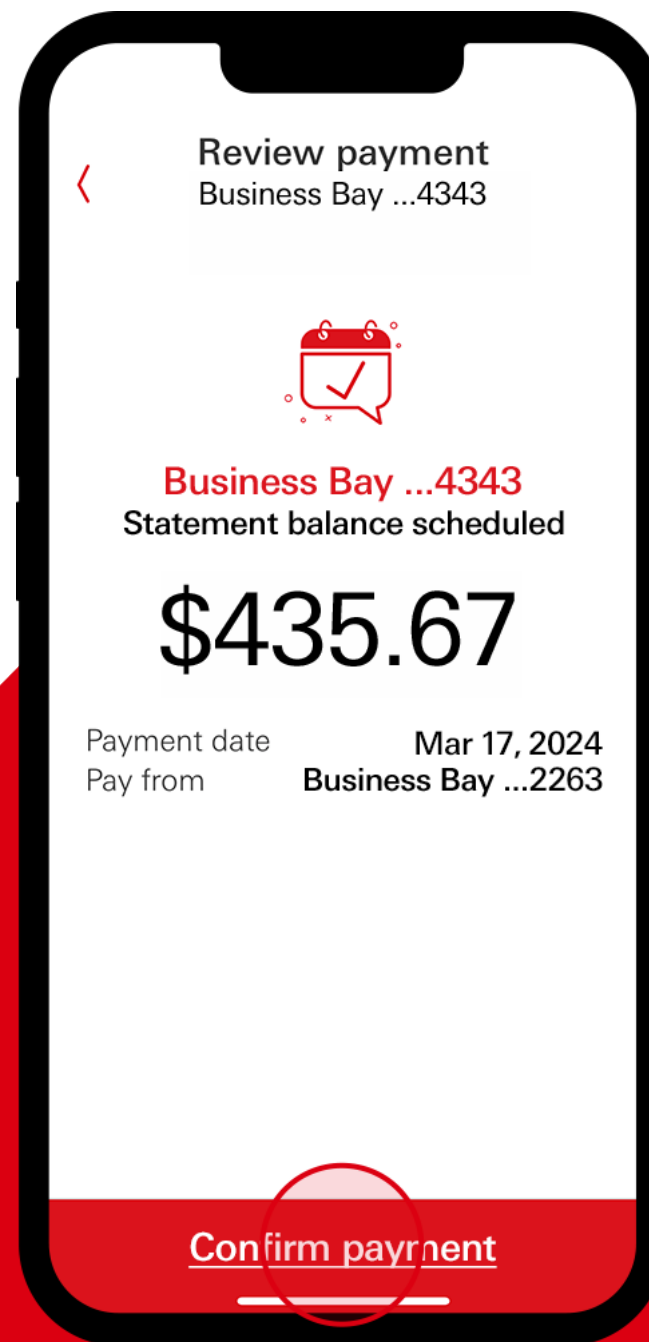 Review payment
Business Bay ...4343
Business Bay ...4343
Statement balance scheduled
$435.67
Payment date Mar 17, 2024
Pay from Business Bay ...2263
Confirm payment